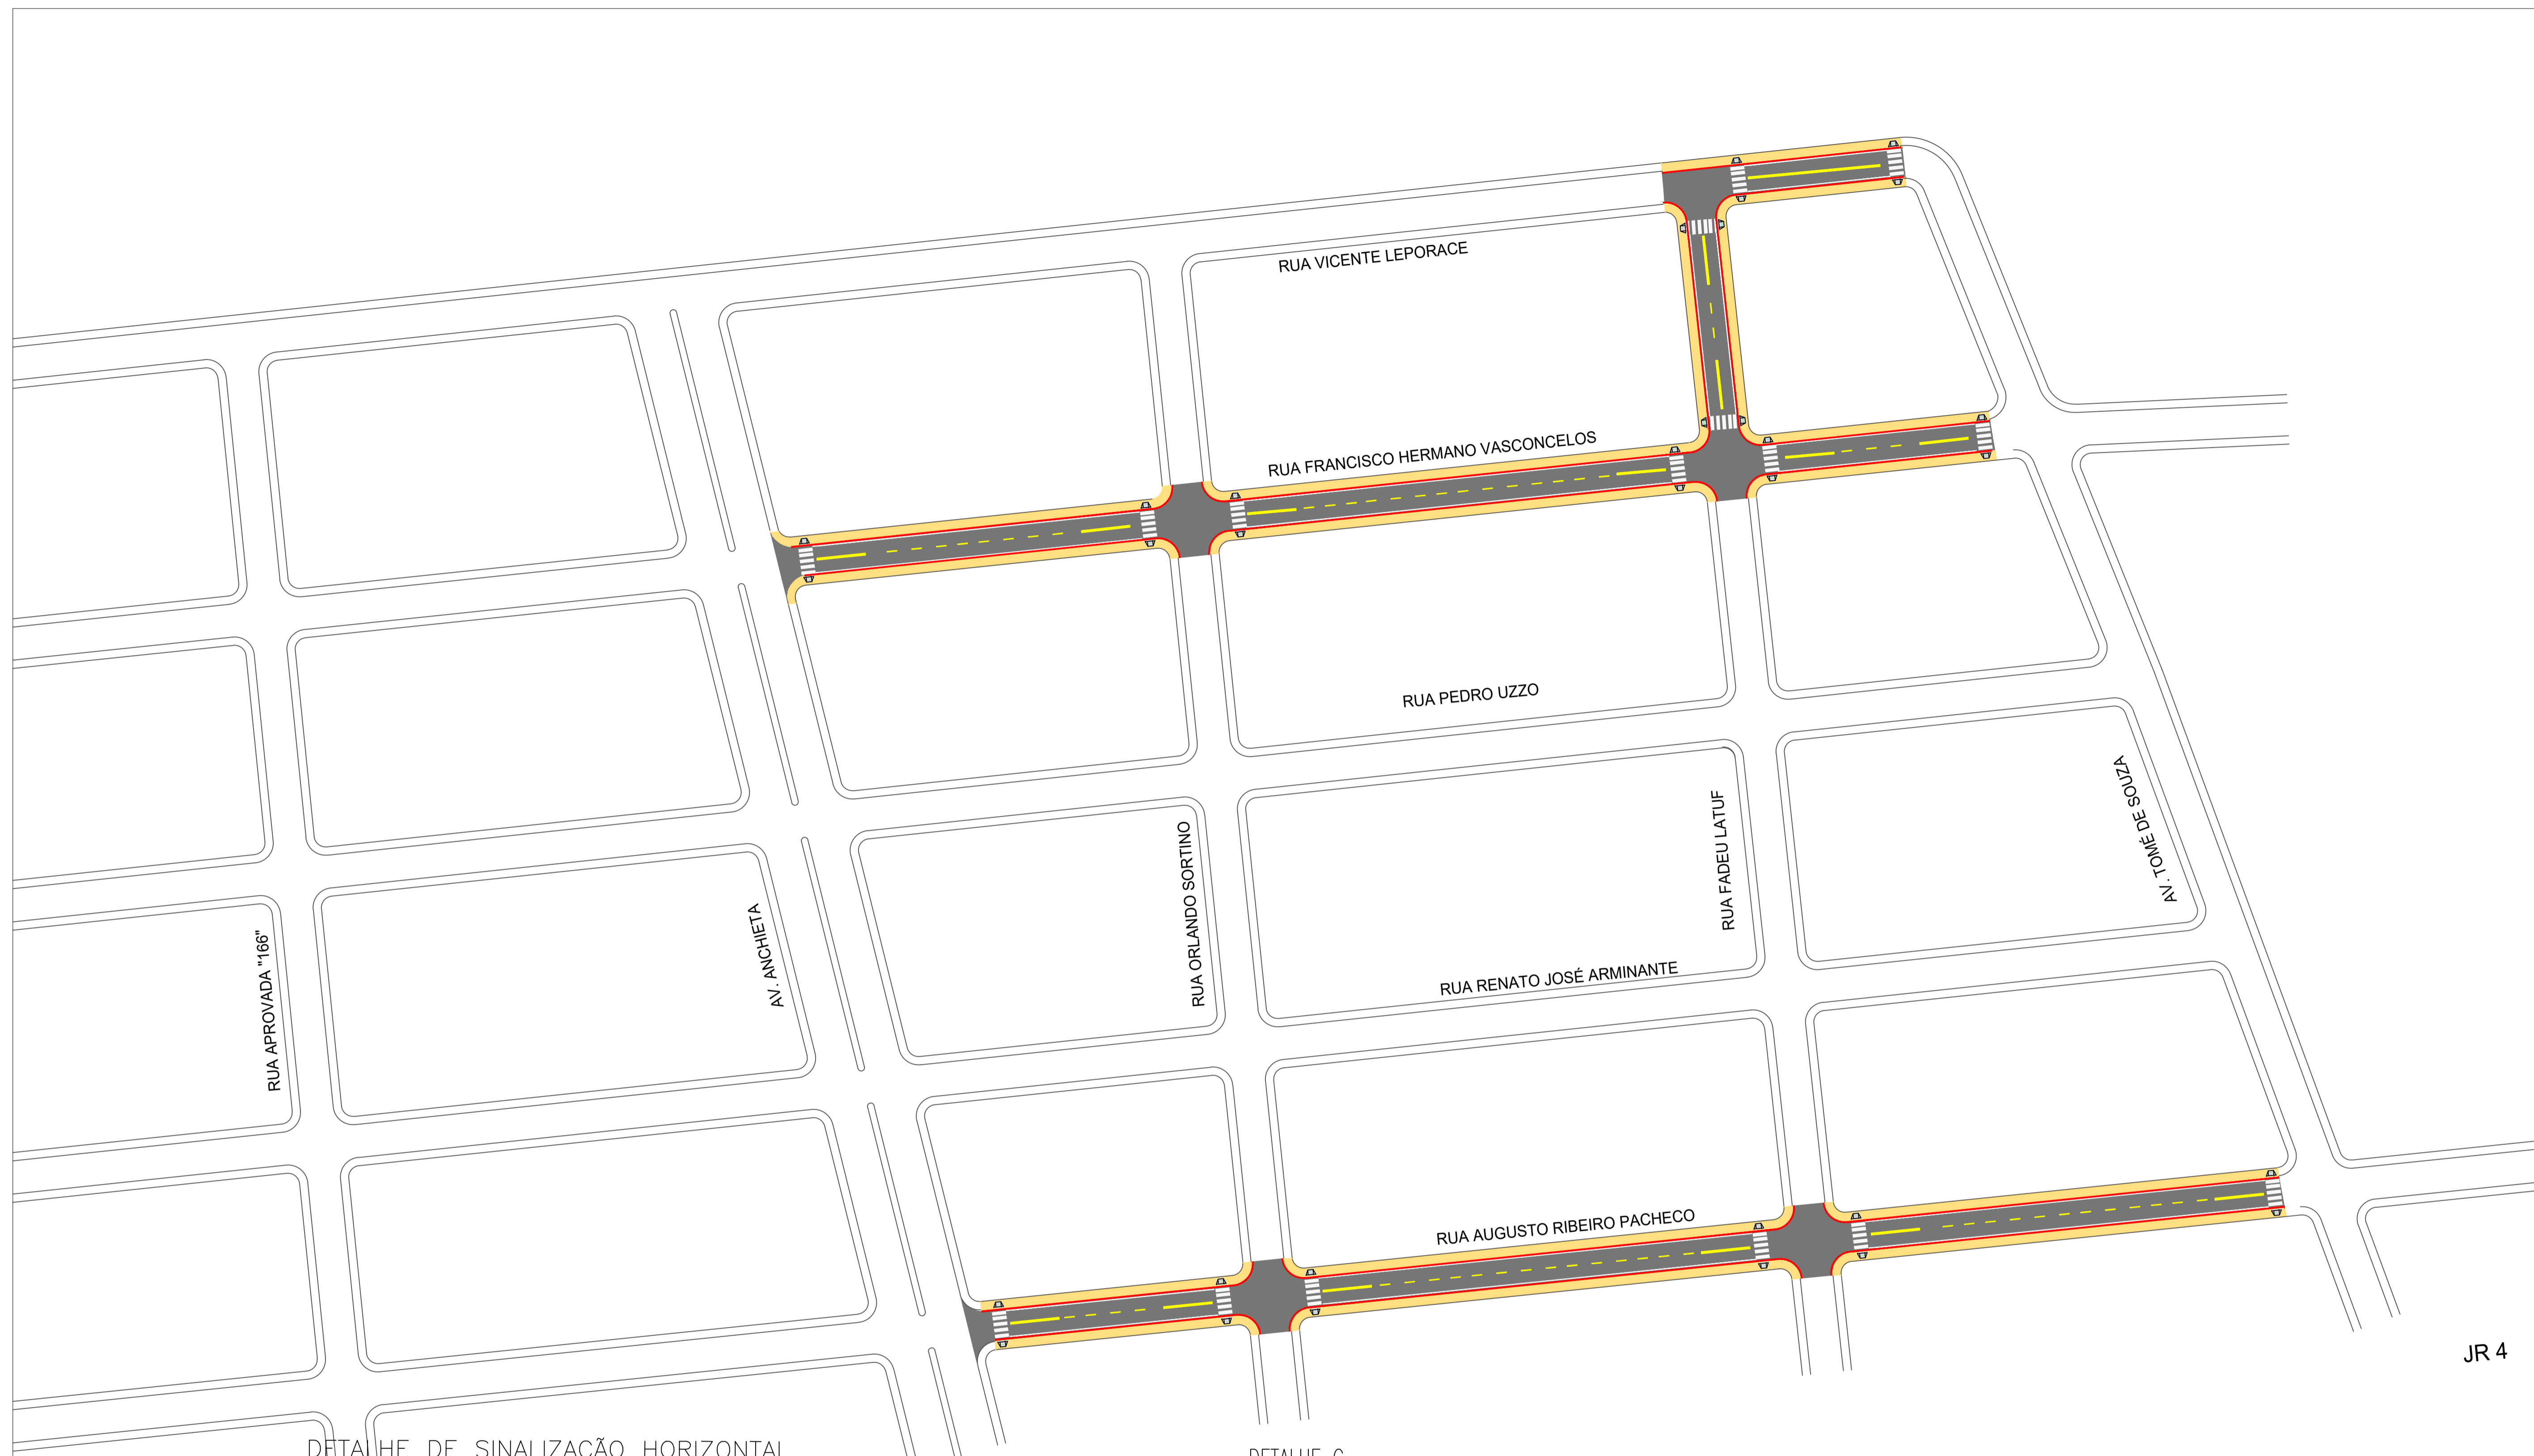 RUA VICENTE LEPORACE
RUA FRANCISCO HERMANO VASCONCELOS
RUA PEDRO UZZO
AV. TOMÉ DE SOUZA
RUA FADEU LATUF
RUA ORLANDO SORTINO
AV. ANCHIETA
RUA APROVADA "166"
RUA RENATO JOSÉ ARMINANTE
RUA AUGUSTO RIBEIRO PACHECO
JR 4
DETALHE DE SINALIZAÇÃO HORIZONTAL